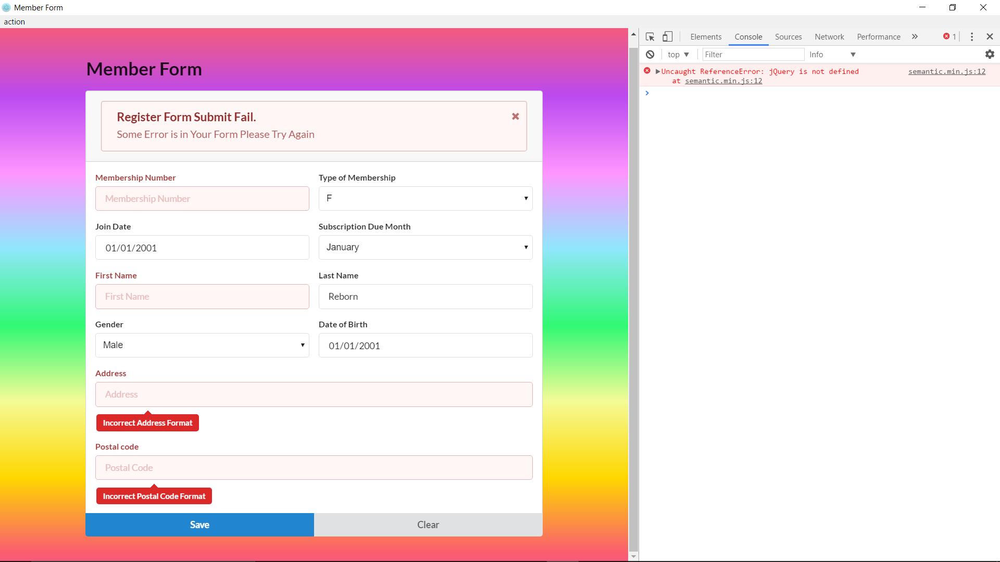 Member Form
action
Member Form
Register Form Submit Fail.
Some Error is in Your Form Please Try Again
Membership Number
Type of Membership
Membership Number
F
Join Date
Subscription Due Month
01/01/2001
January
First Name
Last Name
First Name
Reborn
Gender
Date of Birth
Male
01/01/2001
Address
Address
Incorrect Address Format
Postal code
Postal Code
Incorrect Postal Code Format
Save
Clear
Elements Console Sources Network Performance » 1
top Filter Info
Uncaught ReferenceError: jQuery is not defined semantic.min.js:12
at semantic.min.js:12